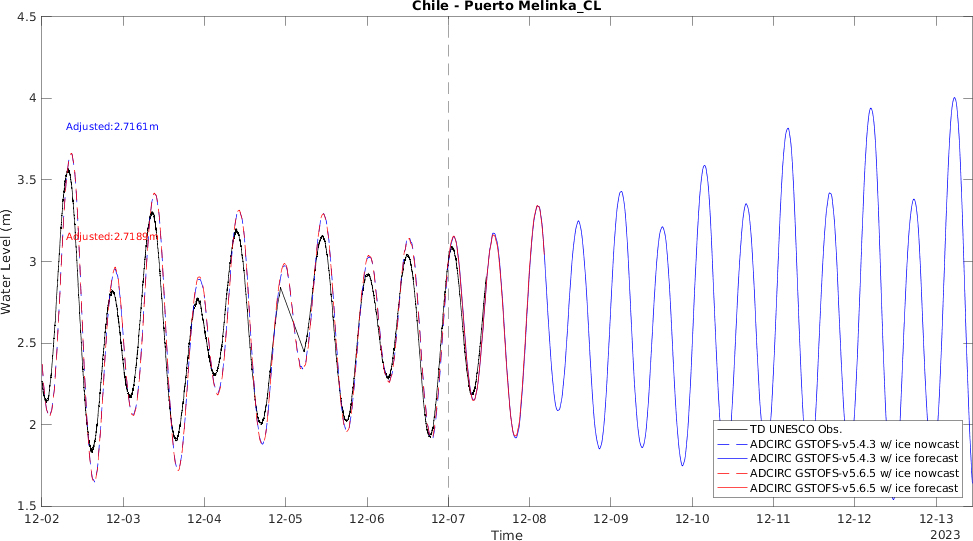 Chile - Puerto Melinka_CL
4.5
4
3.5
3
2.5
2
1.5
Water Level (m)
Adjusted:2.7161m
Adjusted:2.7189m
TD UNESCO Obs.
ADCIRC GSTOFS-v5.4.3 w/ ice nowcast
ADCIRC GSTOFS-v5.4.3 w/ ice forecast
ADCIRC GSTOFS-v5.6.5 w/ ice nowcast
ADCIRC GSTOFS-v5.6.5 w/ ice forecast
12-02 12-03 12-04 12-05 12-06 12-07 12-08 12-09 12-10 12-11 12-12 12-13
2023
Time